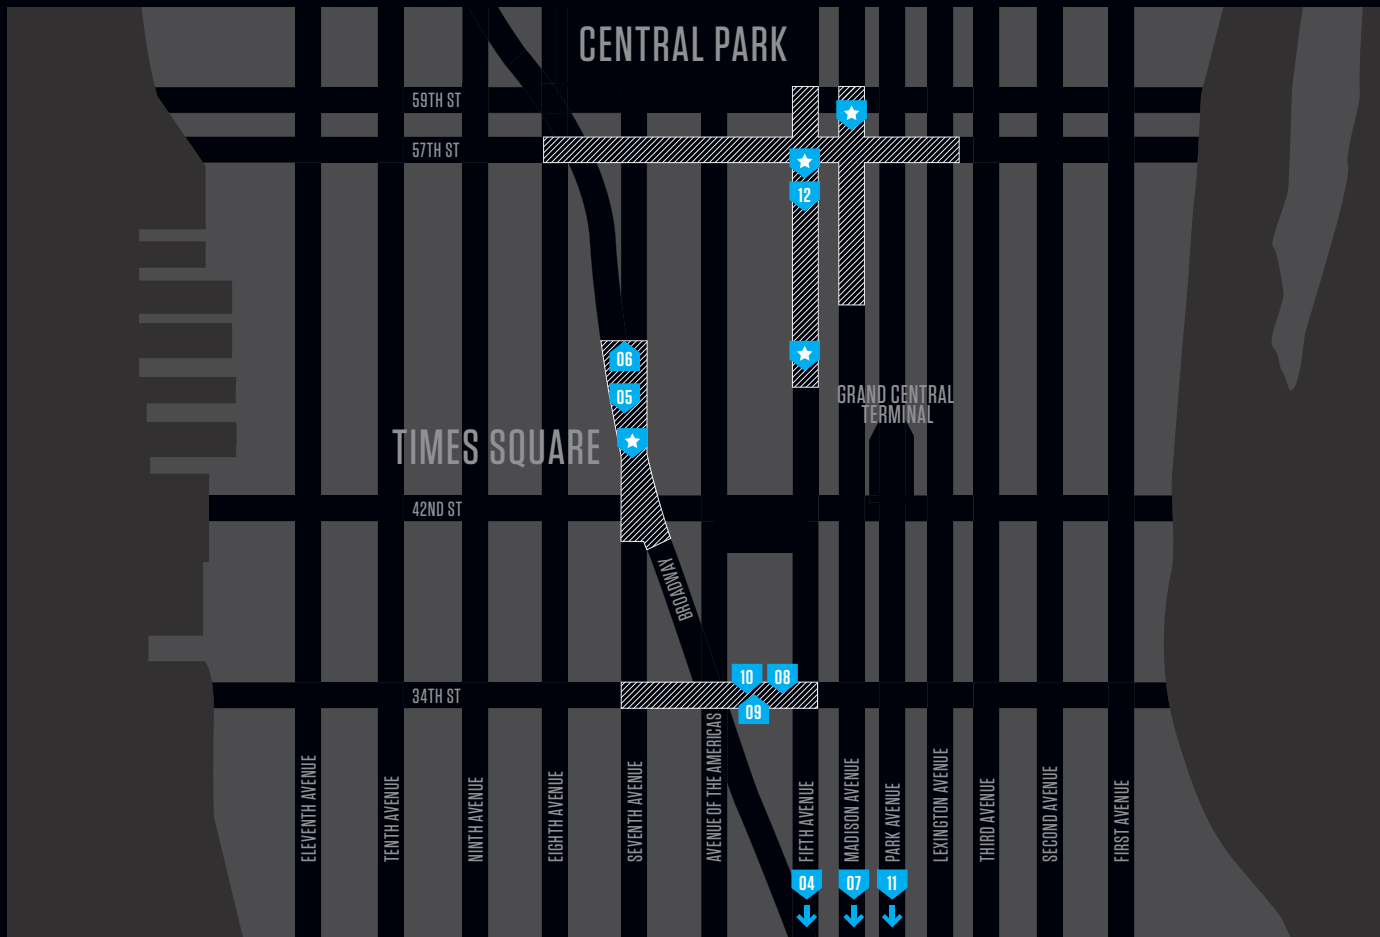 CENTRAL PARK
59TH ST
57TH ST
12
06
05
GRAND CENTRAL
TERMINAL
TIMES SQUARE
42ND ST
BROADWAY
10
08
34TH ST
09
ELEVENTH AVENUE
TENTH AVENUE
NINTH AVENUE
EIGHTH AVENUE
SEVENTH AVENUE
AVENUE OF THE AMERICAS
FIFTH AVENUE
MADISON AVENUE
PARK AVENUE
LEXINGTON AVENUE
THIRD AVENUE
SECOND AVENUE
FIRST AVENUE
04
07
11